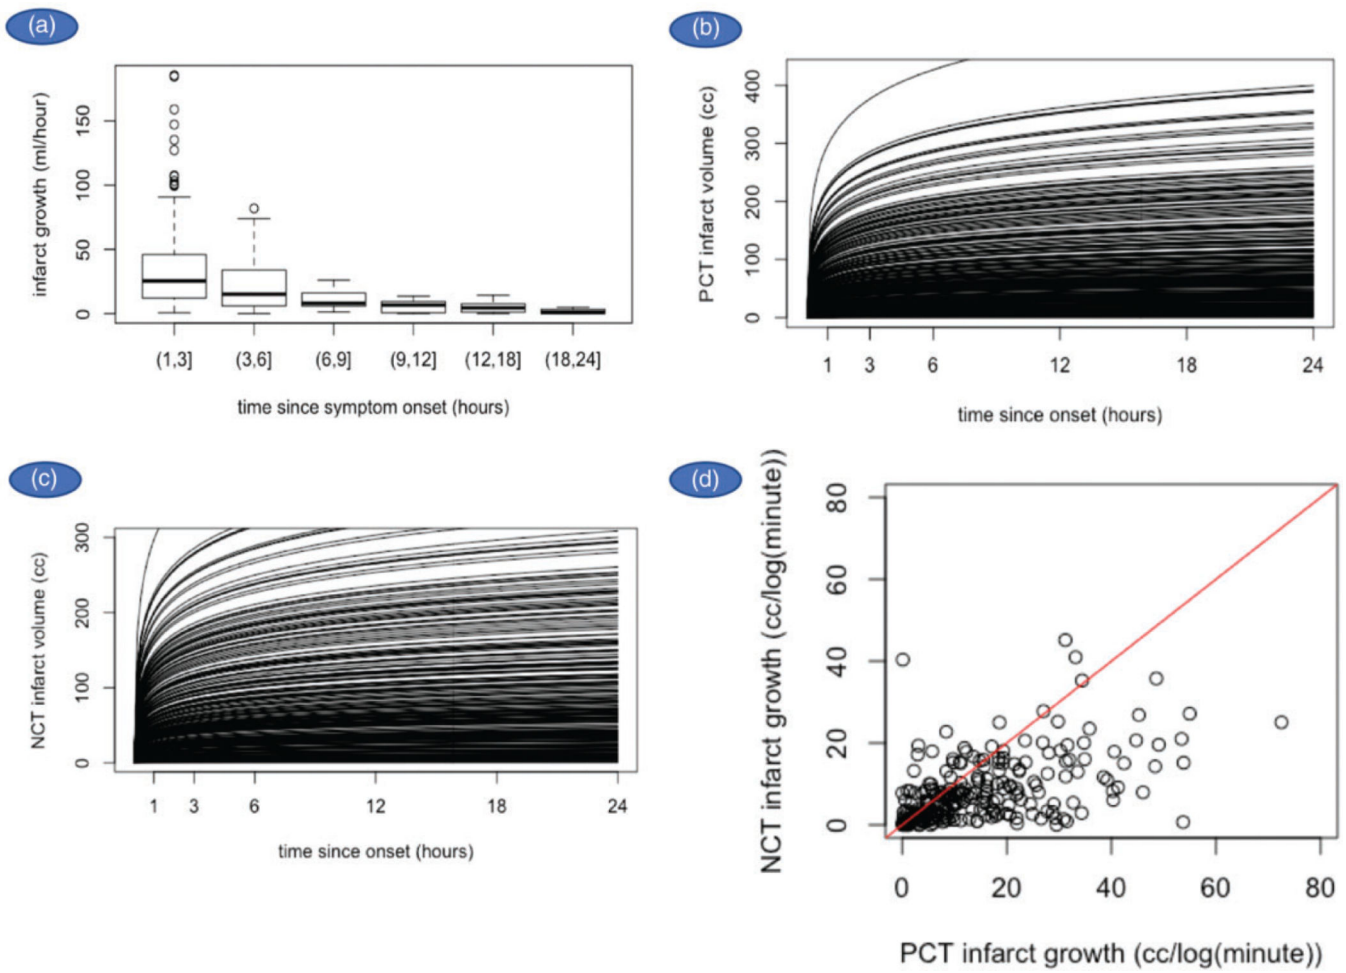 (a)
infarct growth (ml/hour)
150
100
50
0
(1,3] (3,6] (6,9] (9,12] (12,18] (18,24]
time since symptom onset (hours)
(b)
PCT infarct volume (cc)
400
300
200
100
0
1 3 6 12 18 24
time since onset (hours)
(c)
NCT infarct volume (cc)
300
200
100
0
1 3 6 12 18 24
time since onset (hours)
(d)
NCT infarct growth (cc/log(minute))
80
60
40
20
0
0 20 40 60 80
PCT infarct growth (cc/log(minute))